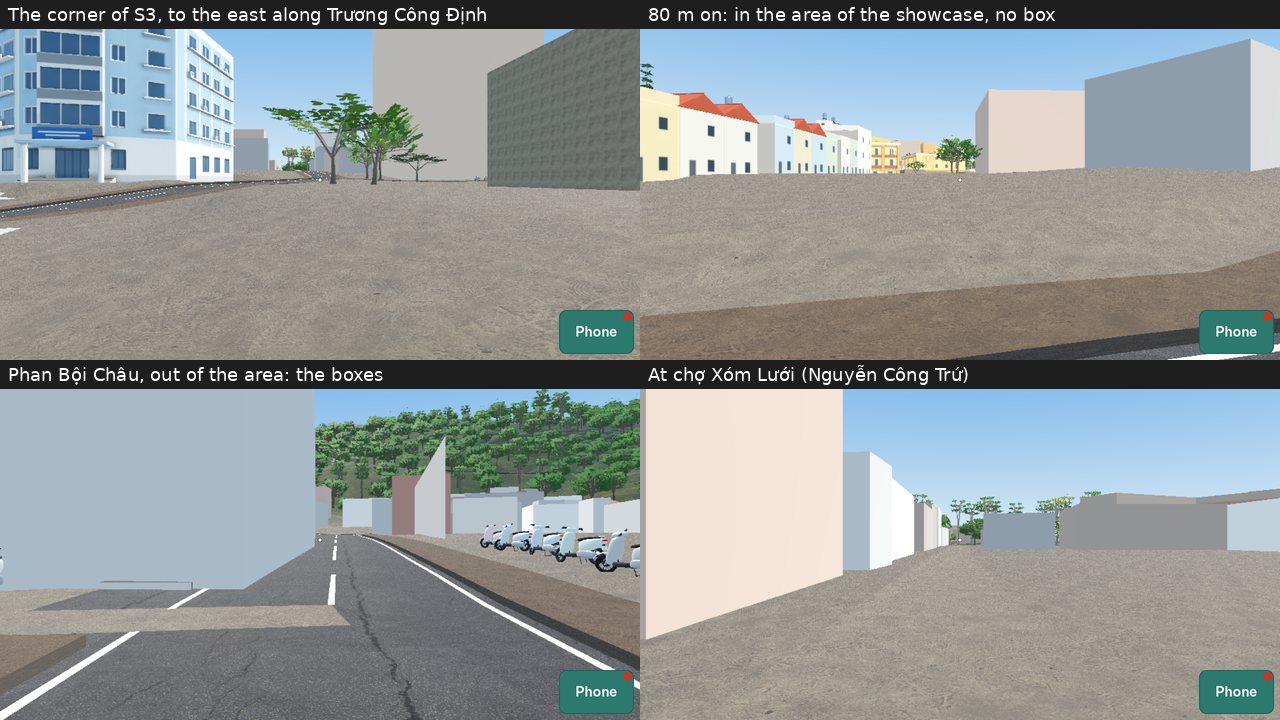 The corner of S3, to the east along Trương Công Định
80 m on: in the area of the showcase, no box
Phone
Phone
Phan Bội Châu, out of the area: the boxes
At chợ Xóm Lưới (Nguyễn Công Trứ)
Phone
Phone